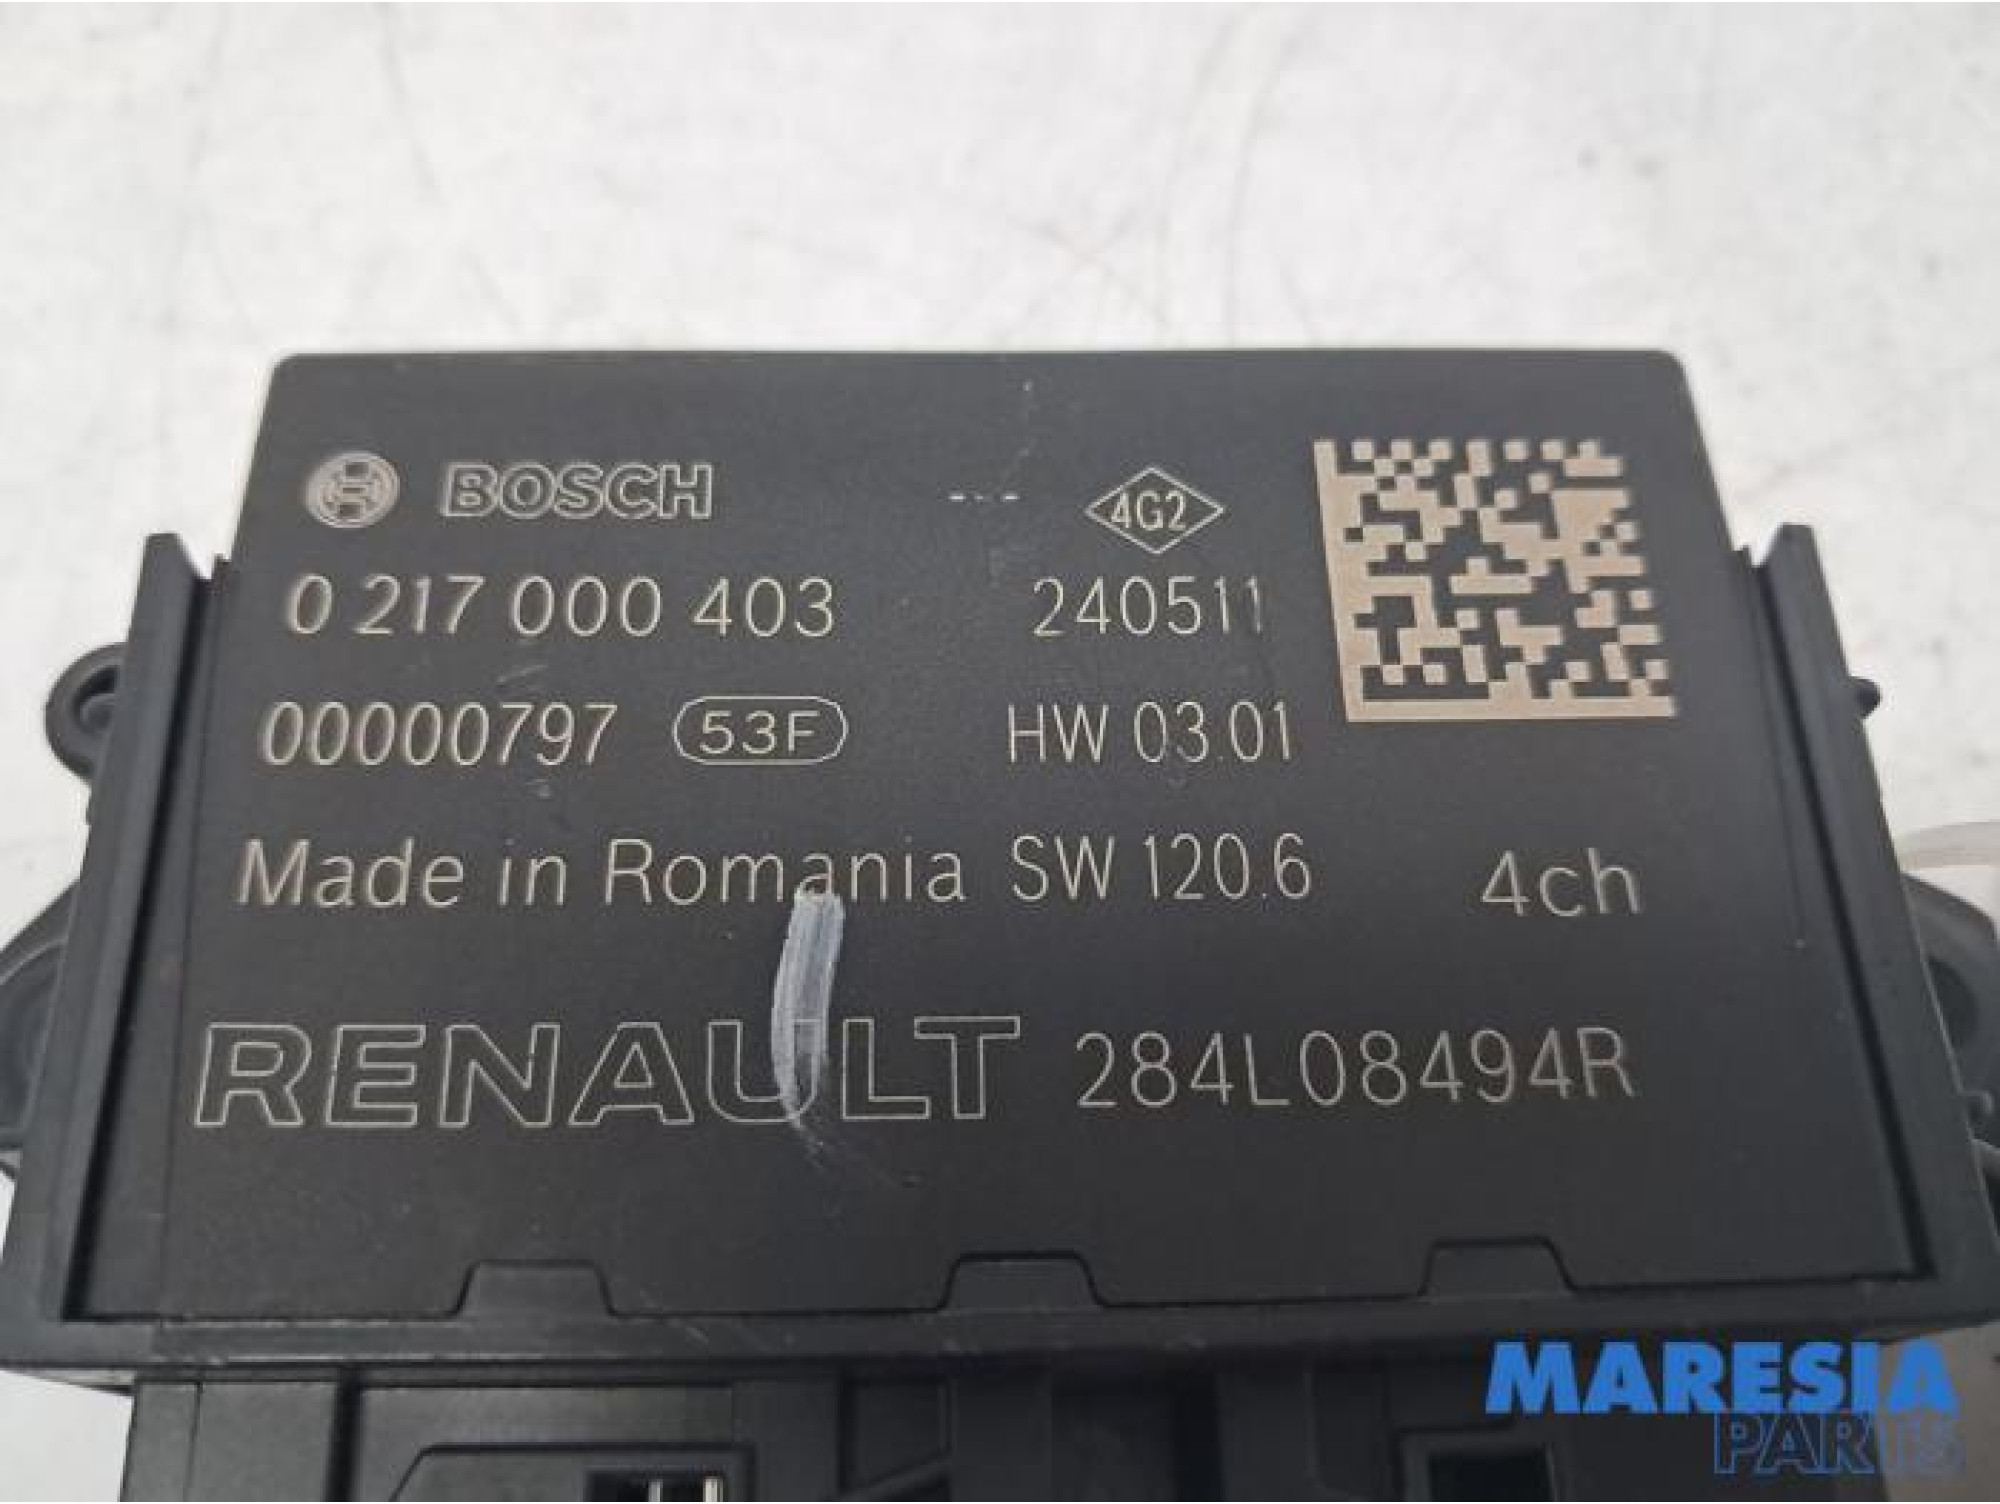 BOSCH 4G2
0 217 000 403 240511
00000797 53F HW 03.01
Made in Romania SW 120.6 4ch
RENAULT 284L08494R
MARESIA
PARTS